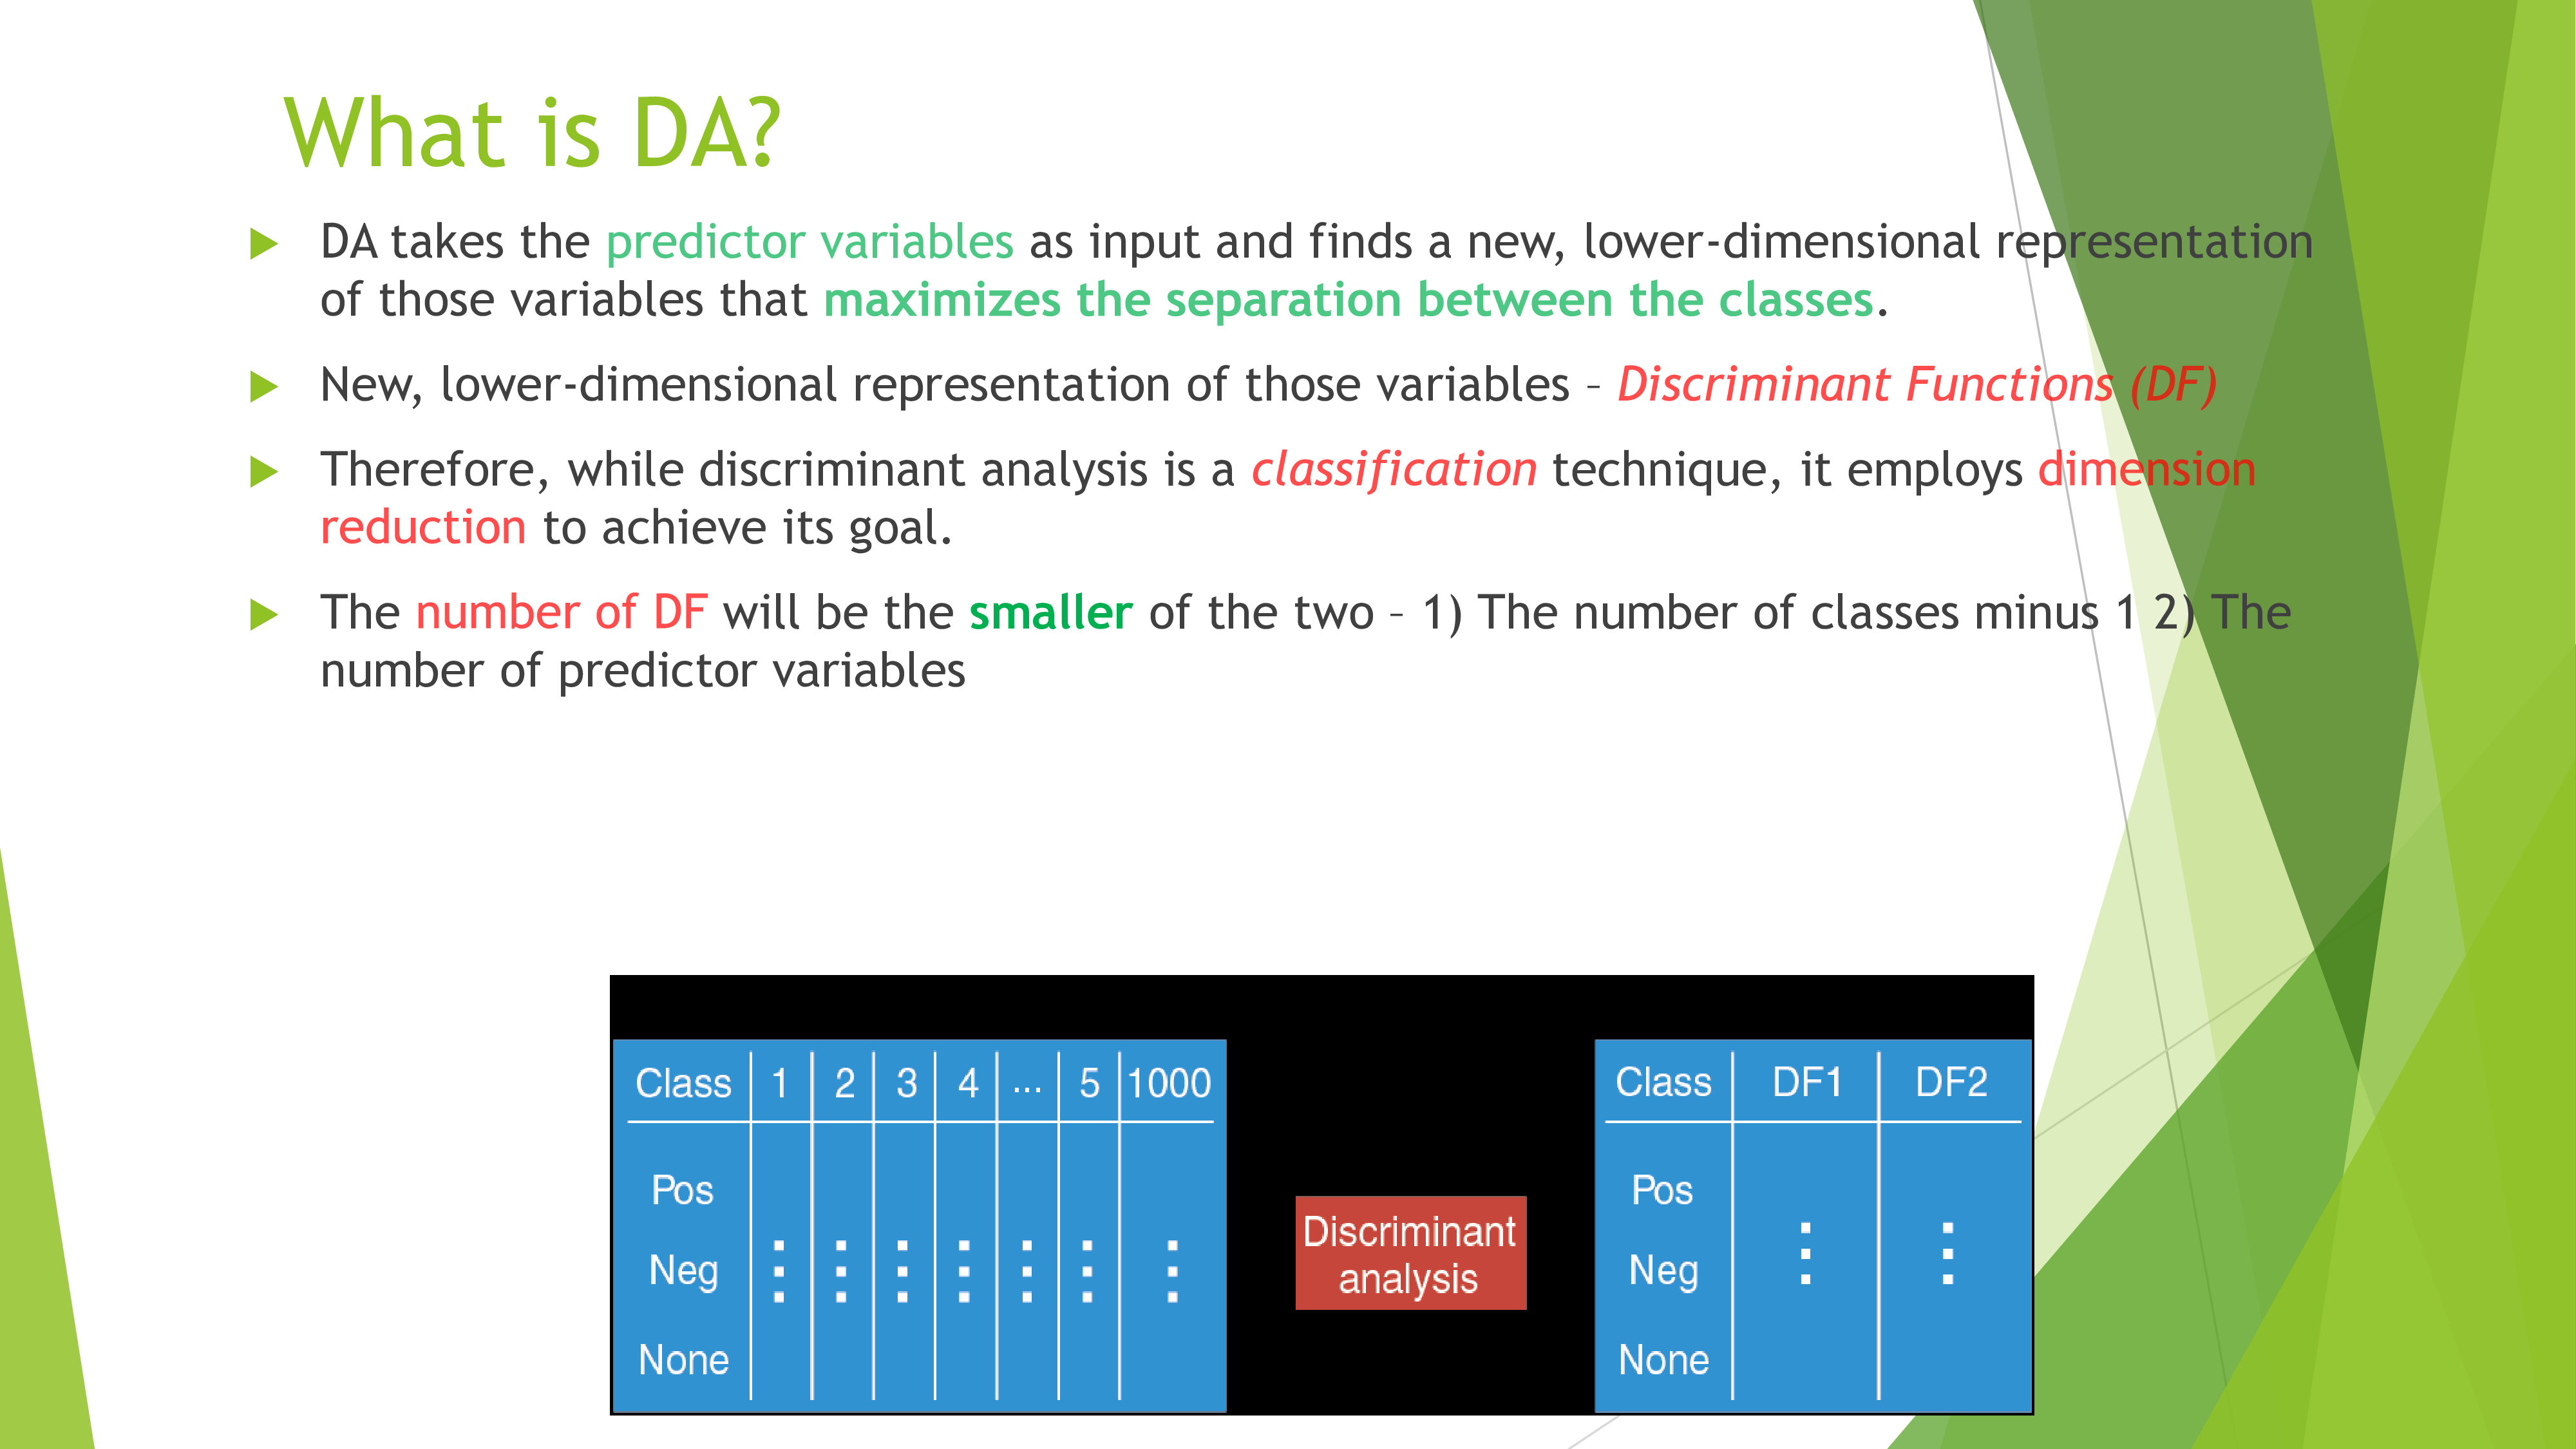 What is DA?
DA takes the predictor variables as input and finds a new, lower-dimensional representation
of those variables that maximizes the separation between the classes.
New, lower-dimensional representation of those variables – Discriminant Functions (DF)
Therefore, while discriminant analysis is a classification technique, it employs dimension
reduction to achieve its goal.
The number of DF will be the smaller of the two – 1) The number of classes minus 1 2) The
number of predictor variables
Class 1 2 3 4 ... 5 1000
Pos
Neg
None
Discriminant
analysis
Class DF1 DF2
Pos
Neg
None